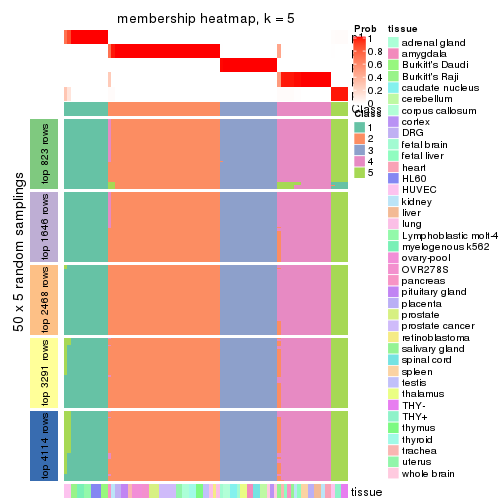 membership heatmap, k = 5
50 x 5 random samplings
top 823 rows
top 1646 rows
top 2468 rows
top 3291 rows
top 4114 rows
Prob
1
0.8
0.6
0.4
0.2
0
Class
Class
1
2
3
4
5
tissue
tissue
adrenal gland
amygdala
Burkitt's Daudi
Burkitt's Raji
caudate nucleus
cerebellum
corpus callosum
cortex
DRG
fetal brain
fetal liver
heart
HL60
HUVEC
kidney
liver
lung
Lymphoblastic molt-4
myelogenous k562
ovary-pool
OVR278S
pancreas
pituitary gland
placenta
prostate
prostate cancer
retinoblastoma
salivary gland
spinal cord
spleen
testis
thalamus
THY-
THY+
thymus
thyroid
trachea
uterus
whole brain